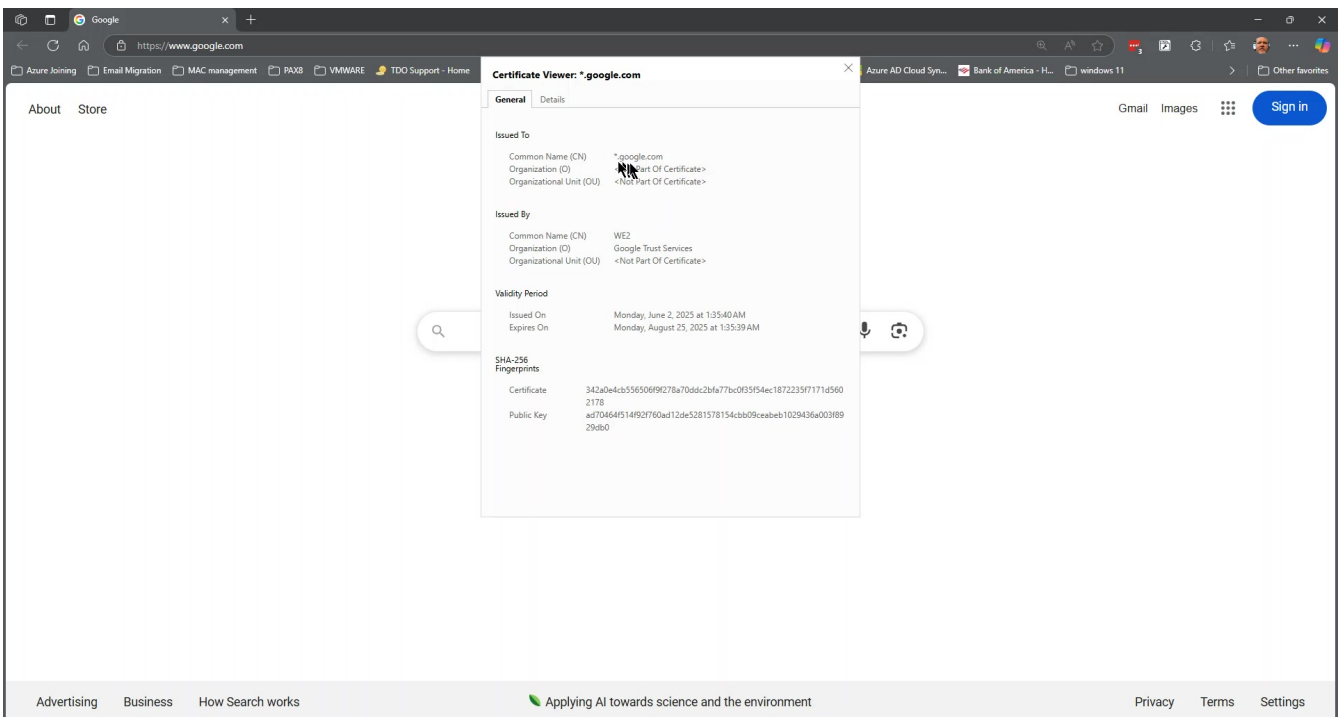 Google
https://www.google.com
3
Azure Joining Email Migration MAC management PAX8 VMWARE TDO Support - Home Azure AD Cloud Syn... Bank of America - H... windows 11 Other favorites
About Store Gmail Images Sign in
Certificate Viewer: *.google.com
General Details
Issued To
Common Name (CN) *.google.com
Organization (O) Part Of Certificate>
Organizational Unit (OU) <Not Part Of Certificate>
Issued By
Common Name (CN) WE2
Organization (O) Google Trust Services
Organizational Unit (OU) <Not Part Of Certificate>
Validity Period
Issued On Monday, June 2, 2025 at 1:35:40 AM
Expires On Monday, August 25, 2025 at 1:35:39 AM
SHA-256
Fingerprints
Certificate 342a0e4cb556506f9f278a70ddc2bfa77bc0f35f54ec1872235f7171d560
2178
Public Key ad70464f514f92f760ad12de5281578154cbb09ceabeb1029436a003f89
29db0
Advertising Business How Search works Applying AI towards science and the environment Privacy Terms Settings